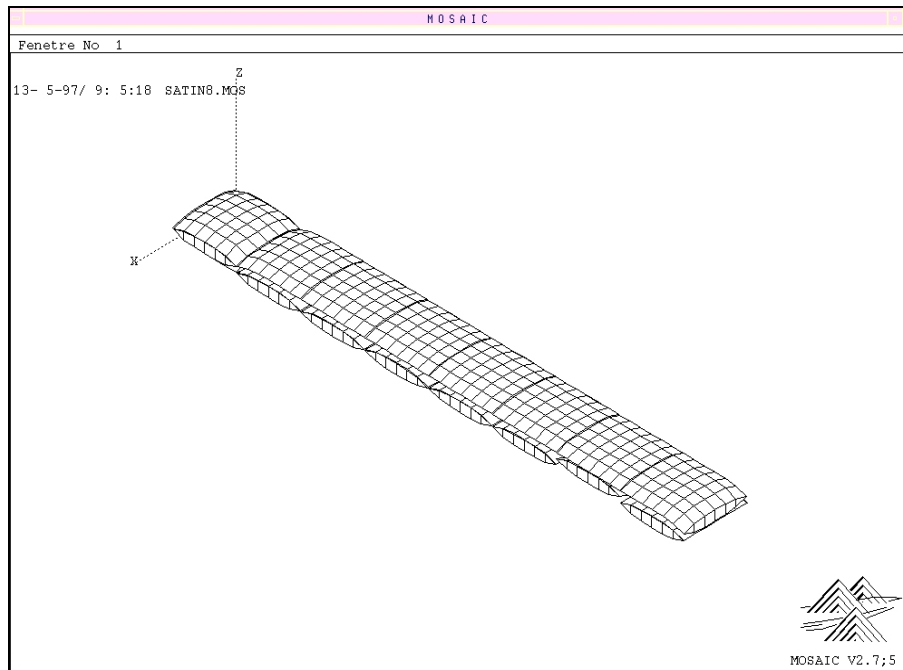 MOSAIC
Fenetre No 1
Z
13- 5-97/ 9: 5:18 SATIN8.MOS
X
MOSAIC V2.7;5